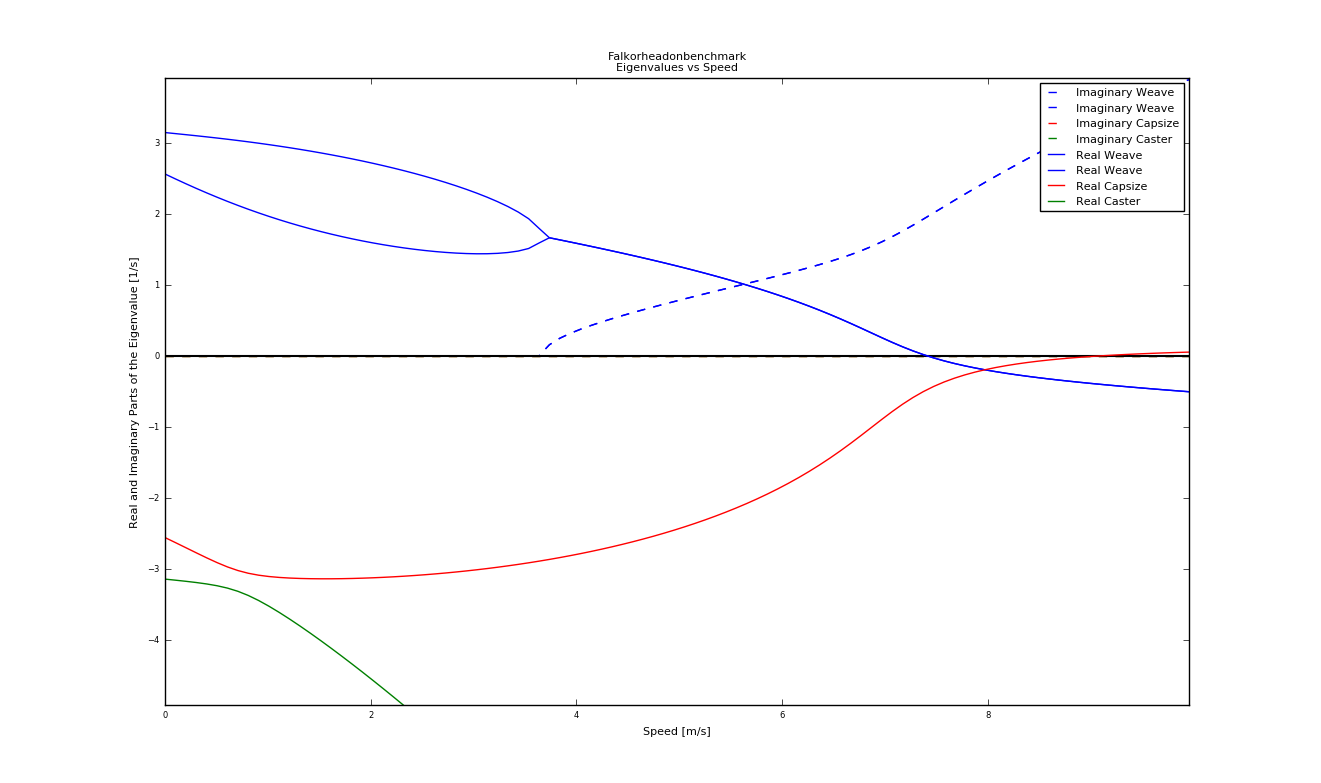 Falkorheadonbenchmark
Eigenvalues vs Speed
Imaginary Weave
Imaginary Weave
Imaginary Capsize
Imaginary Caster
Real Weave
Real Weave
Real Capsize
Real Caster
3
2
1
0
−1
−2
−3
−4
Real and Imaginary Parts of the Eigenvalue [1/s]
0 2 4 6 8
Speed [m/s]